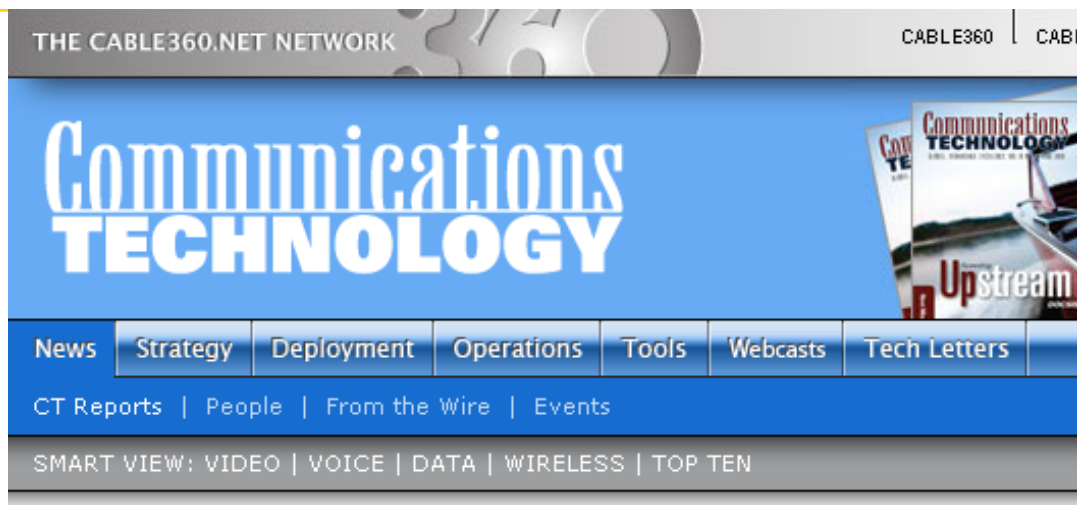 THE CABLE360.NET NETWORK
360
CABLE360 |
Communications
TECHNOLOGY
Communications
TECHNOLOGY
Upstream
News Strategy Deployment Operations Tools Webcasts Tech Letters
CT Reports | People | From the Wire | Events
SMART VIEW: VIDEO | VOICE | DATA | WIRELESS | TOP TEN